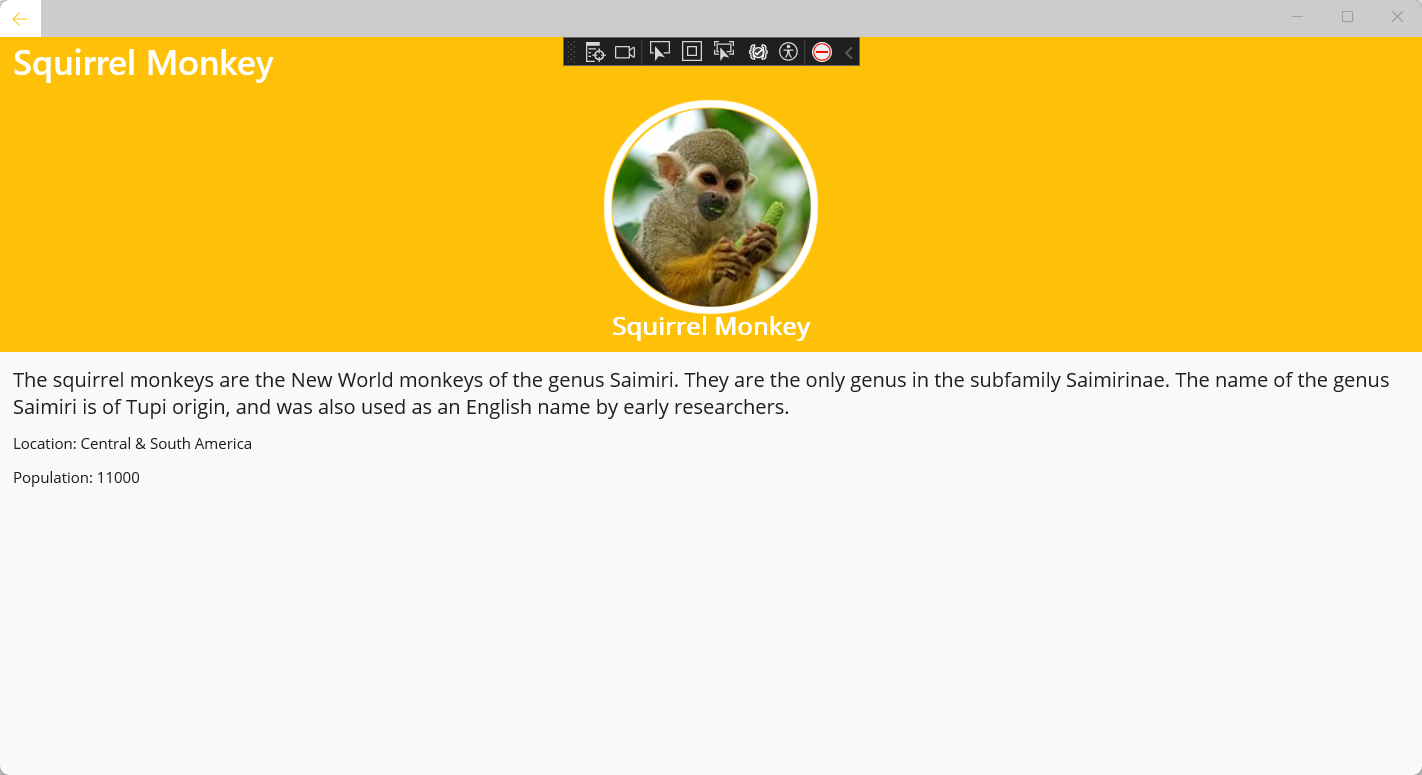 Squirrel Monkey
Squirrel Monkey
The squirrel monkeys are the New World monkeys of the genus Saimiri. They are the only genus in the subfamily Saimirinae. The name of the genus
Saimiri is of Tupi origin, and was also used as an English name by early researchers.
Location: Central & South America
Population: 11000